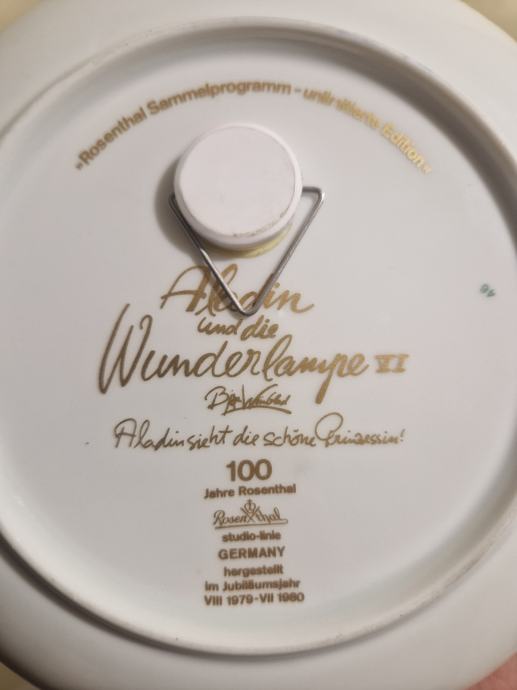 »Rosenthal Sammelprogramm - unlimitierte Edition«
Aladin
und die
Wunderlampe VI
Aladin sieht die schöne Prinzessin!
100
Jahre Rosenthal
Rosenthal
studio-linie
GERMANY
hergestellt
im Jubiläumsjahr
VIII 1979-VII 1980